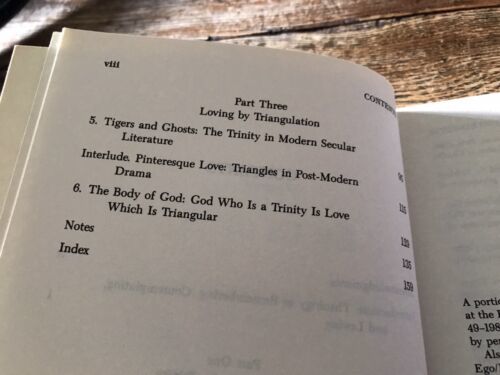 viii
CONTEN
Part Three
Loving by Triangulation
5. Tigers and Ghosts: The Trinity in Modern Secular
Literature
Interlude. Pinteresque Love: Triangles in Post-Modern
Drama
6. The Body of God: God Who Is a Trinity Is Love
Which Is Triangular
115
Notes
Index
135
159
A portio
at the
49–198
by per
Als
Ego/